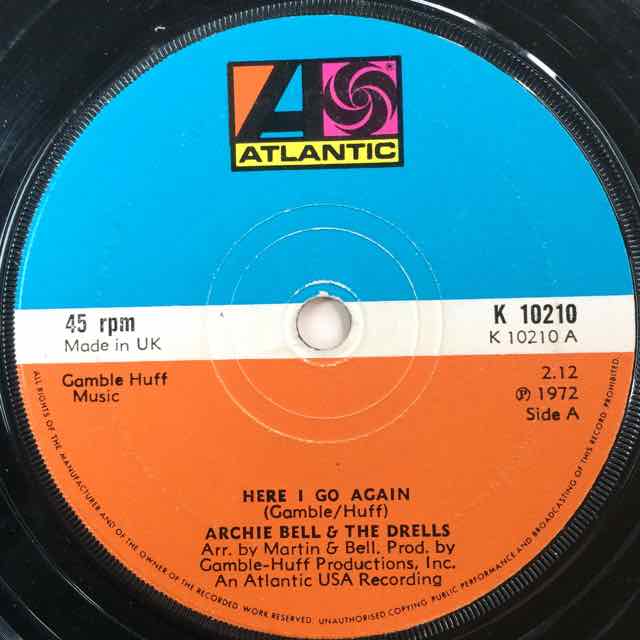 ATLANTIC
45 rpm
Made in UK
K 10210
K 10210 A
Gamble Huff
Music
2.12
℗ 1972
Side A
HERE I GO AGAIN
(Gamble/Huff)
ARCHIE BELL & THE DRELLS
Arr. by Martin & Bell. Prod. by
Gamble-Huff Productions, Inc.
An Atlantic USA Recording
ALL RIGHTS OF THE MANUFACTURER AND OF THE OWNER OF THE RECORDED WORK RESERVED. UNAUTHORISED COPYING PUBLIC PERFORMANCE AND BROADCASTING OF THIS RECORD PROHIBITED.